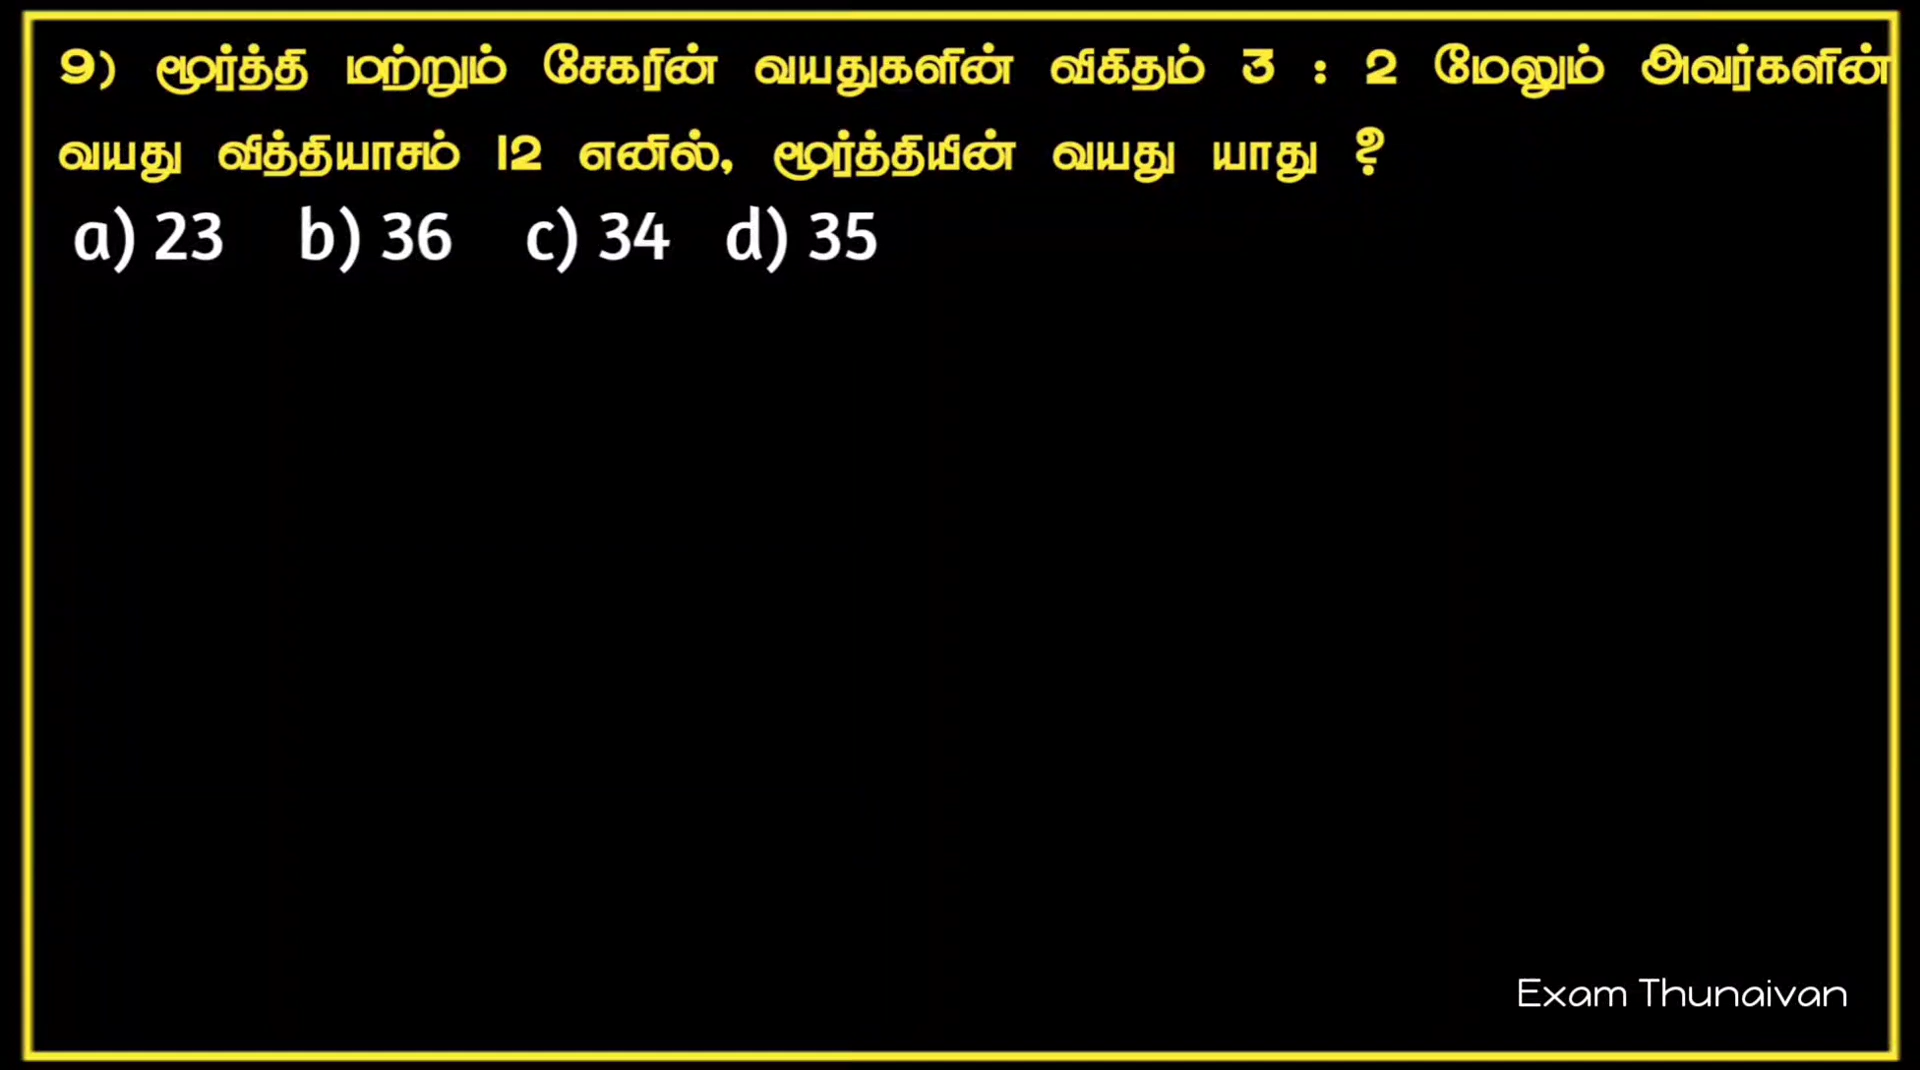 9) மூர்த்தி மற்றும் சேகரின் வயதுகளின் விகிதம் 3 : 2 மேலும் அவர்களின்
வயது வித்தியாசம் 12 எனில், மூர்த்தியின் வயது யாது ?
a) 23 b) 36 c) 34 d) 35
Exam Thunaivan